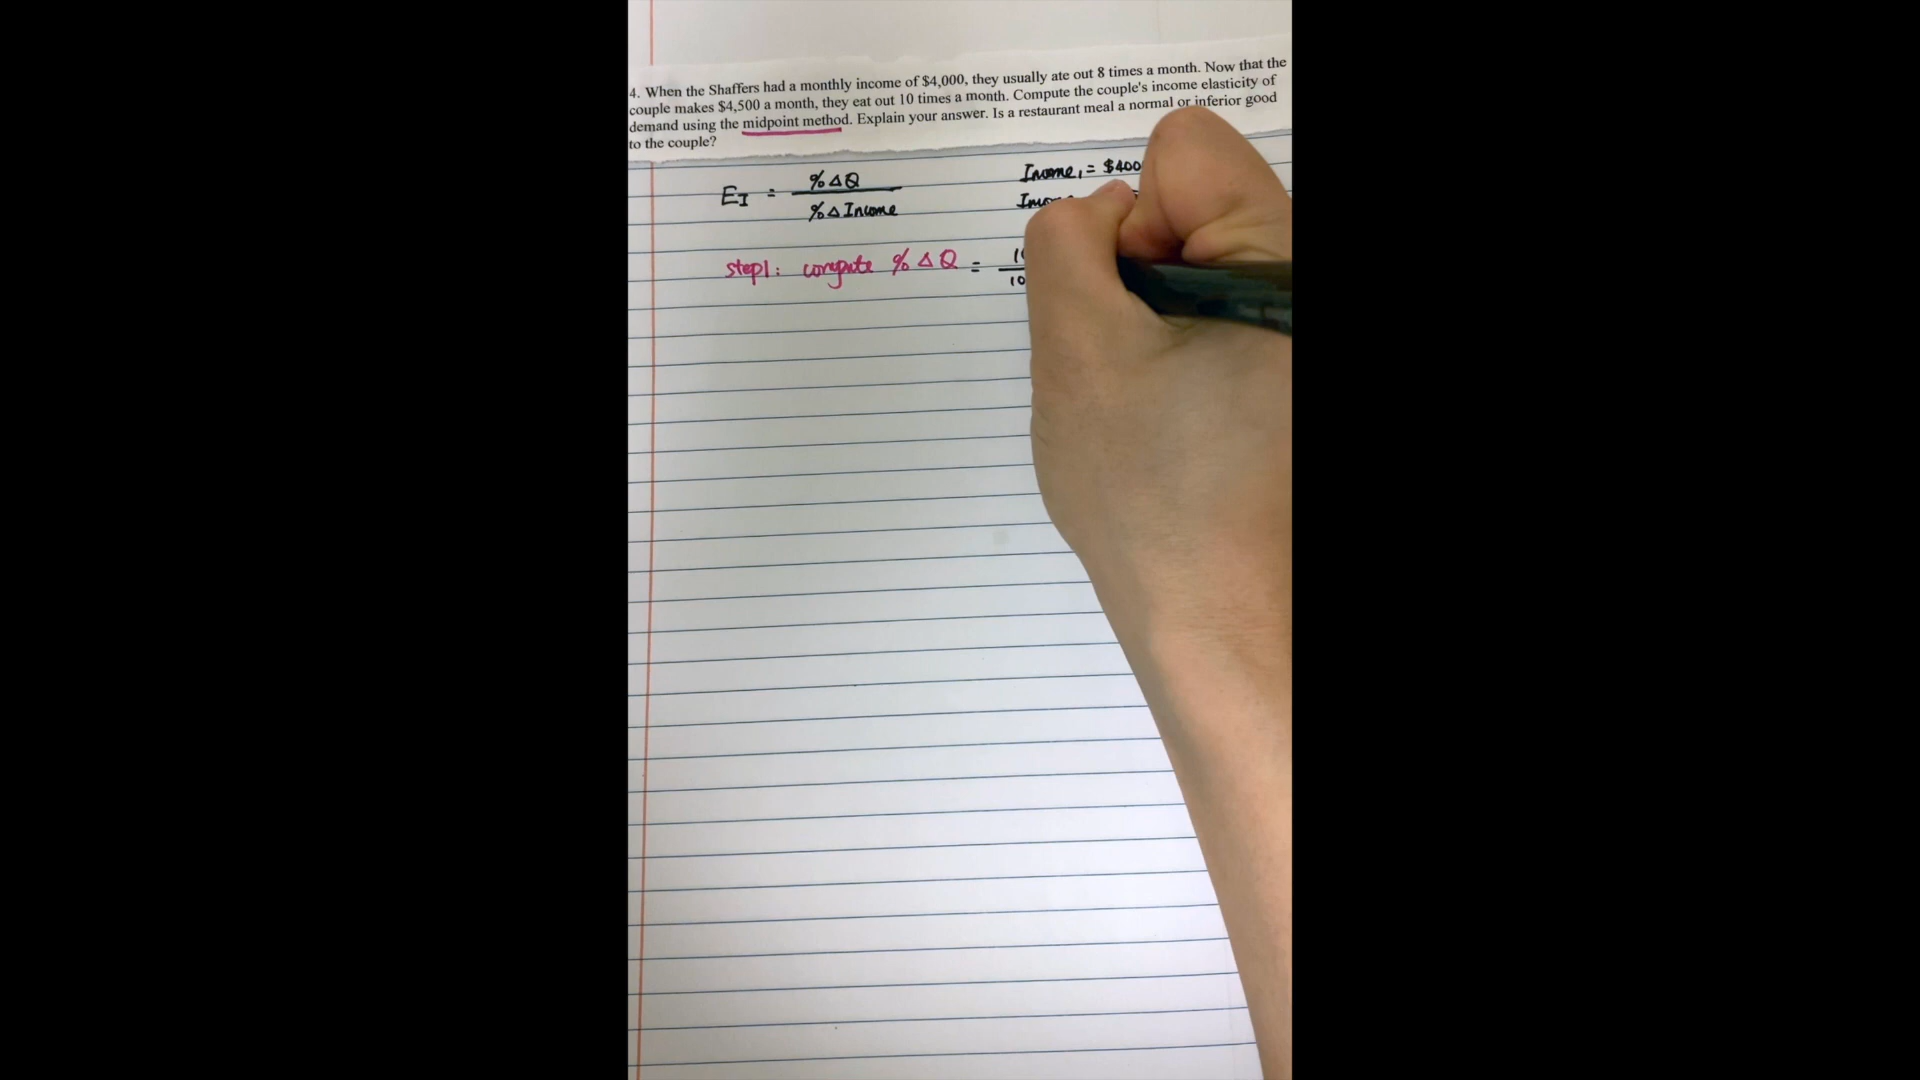 4. When the Shaffers had a monthly income of $4,000, they usually ate out 8 times a month. Now that the
couple makes $4,500 a month, they eat out 10 times a month. Compute the couple's income elasticity of
demand using the midpoint method. Explain your answer. Is a restaurant meal a normal or inferior good
to the couple?
EI = %ΔQ
%ΔIncome
Income1 = $400
step1: compute %ΔQ =
10